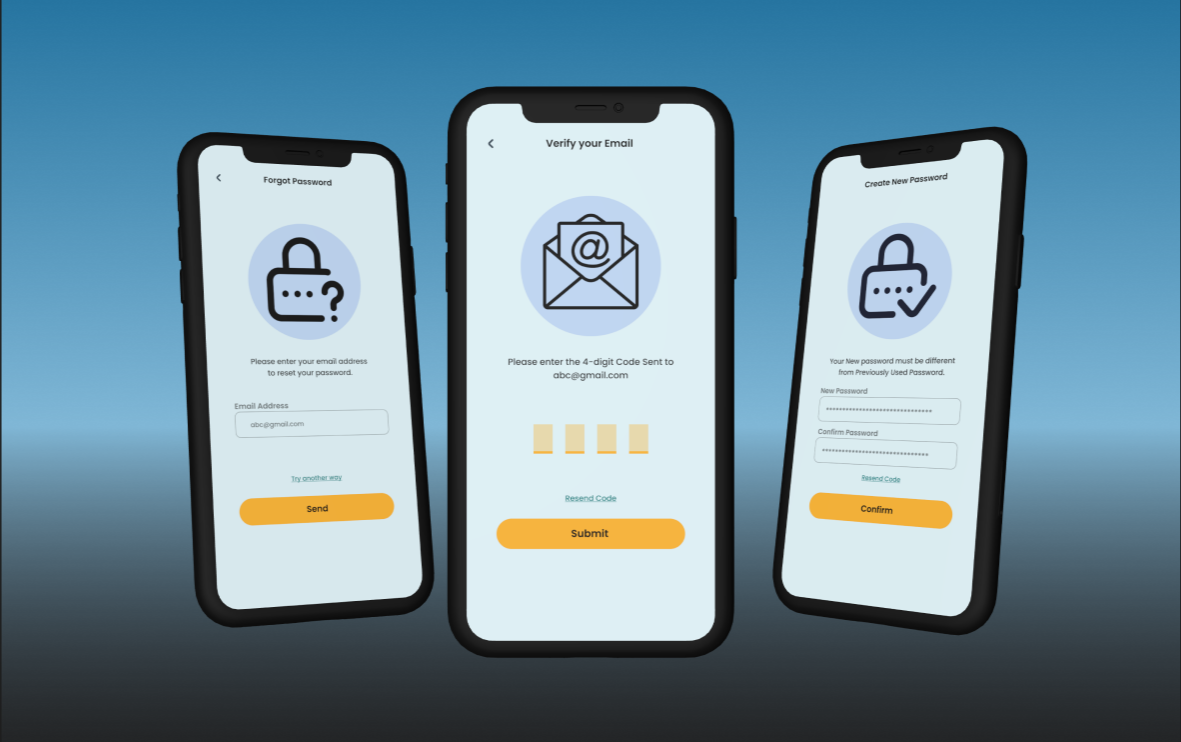 Forgot Password
Please enter your email address
to reset your password.
Email Address
abc@gmail.com
Try another way
Send
Verify your Email
@
Please enter the 4-digit Code Sent to
abc@gmail.com
Resend Code
Submit
Create New Password
Your New password must be different
from Previously Used Password.
New Password
Confirm Password
Resend Code
Confirm